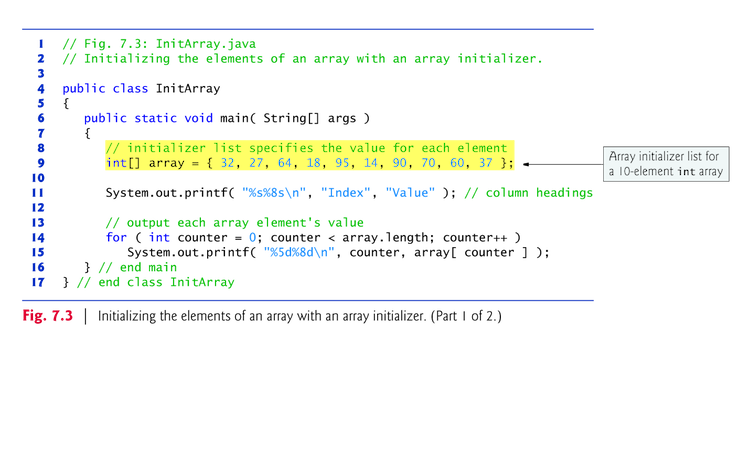 1 // Fig. 7.3: InitArray.java
2 // Initializing the elements of an array with an array initializer.
3
4 public class InitArray
5 {
6 public static void main( String[] args )
7 {
8 // initializer list specifies the value for each element
9 int[] array = { 32, 27, 64, 18, 95, 14, 90, 70, 60, 37 };
Array initializer list for
a 10-element int array
10
11 System.out.printf( "%s%8s\n", "Index", "Value" ); // column headings
12
13 // output each array element's value
14 for ( int counter = 0; counter < array.length; counter++ )
15 System.out.printf( "%5d%8d\n", counter, array[ counter ] );
16 } // end main
17 } // end class InitArray
Fig. 7.3 | Initializing the elements of an array with an array initializer. (Part 1 of 2.)